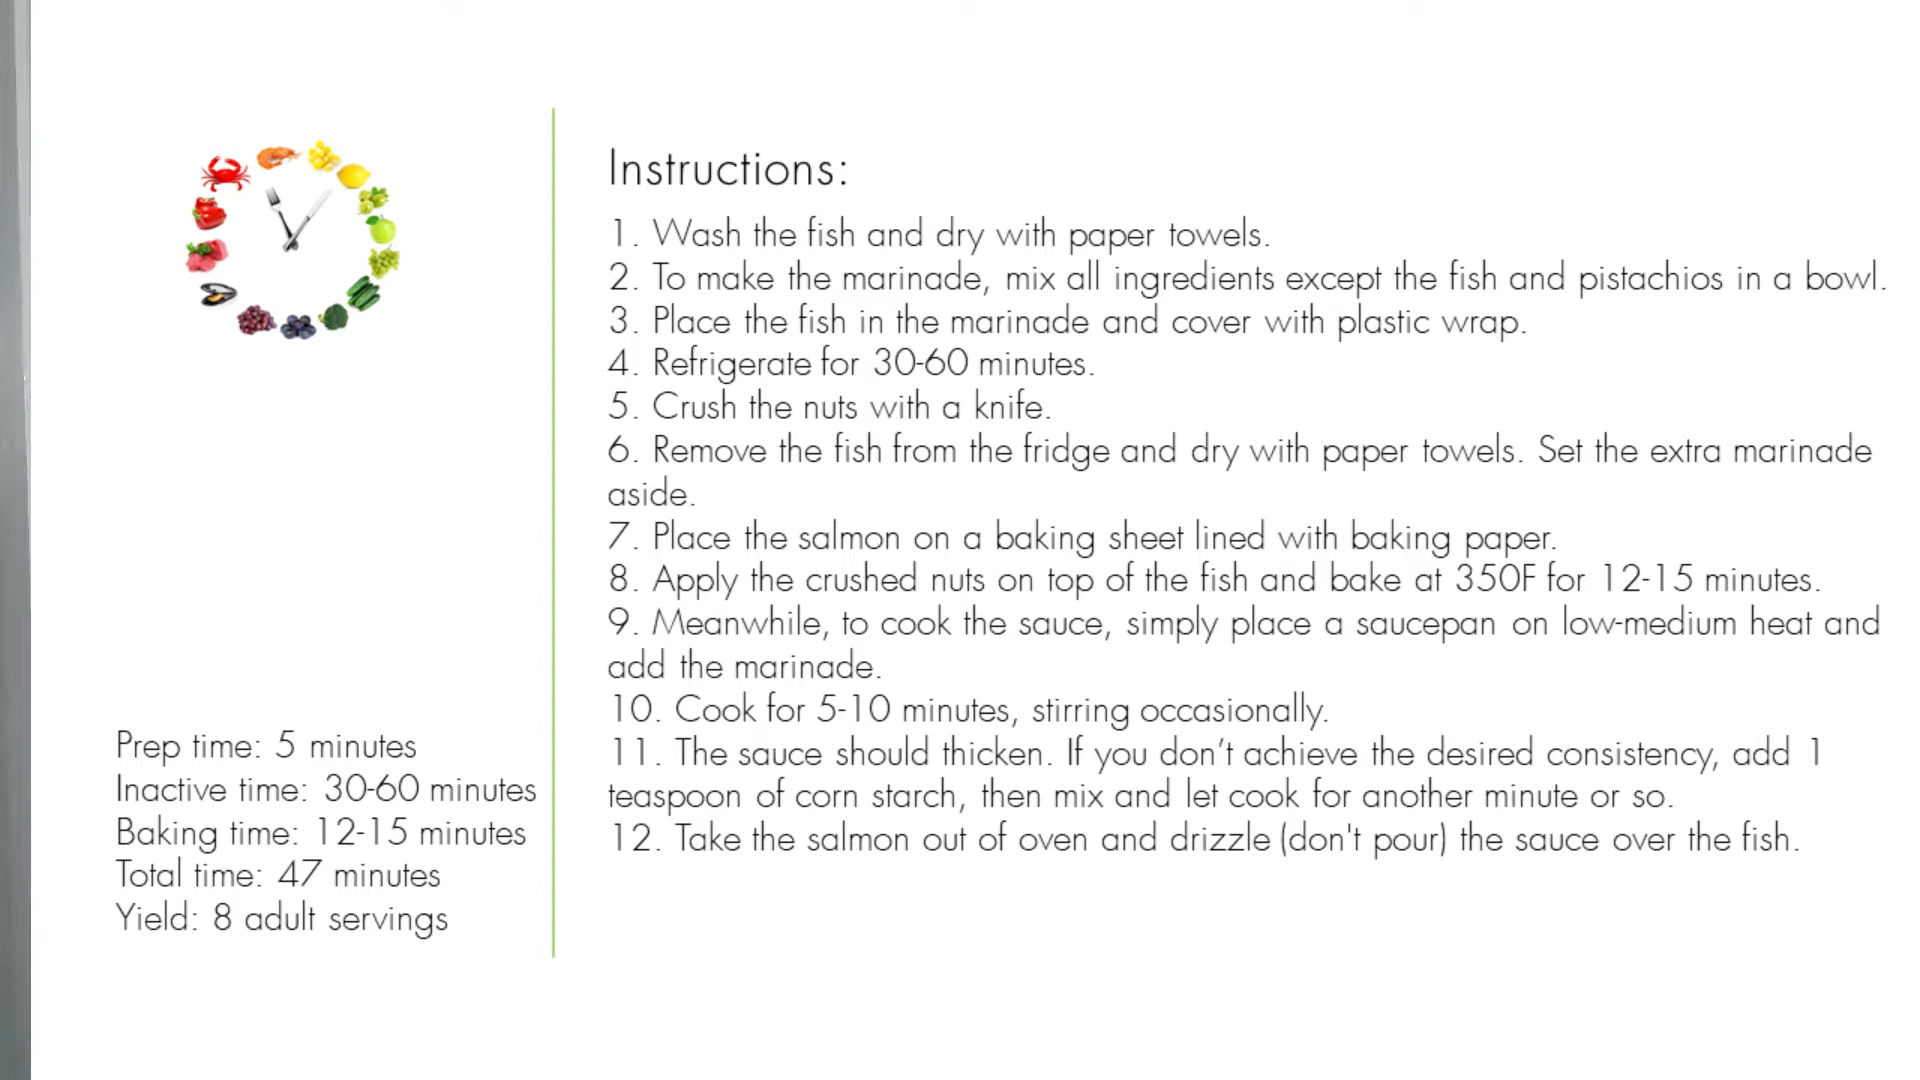 Instructions:
1. Wash the fish and dry with paper towels.
2. To make the marinade, mix all ingredients except the fish and pistachios in a bowl.
3. Place the fish in the marinade and cover with plastic wrap.
4. Refrigerate for 30-60 minutes.
5. Crush the nuts with a knife.
6. Remove the fish from the fridge and dry with paper towels. Set the extra marinade
aside.
7. Place the salmon on a baking sheet lined with baking paper.
8. Apply the crushed nuts on top of the fish and bake at 350F for 12-15 minutes.
9. Meanwhile, to cook the sauce, simply place a saucepan on low-medium heat and
add the marinade.
10. Cook for 5-10 minutes, stirring occasionally.
11. The sauce should thicken. If you don’t achieve the desired consistency, add 1
teaspoon of corn starch, then mix and let cook for another minute or so.
12. Take the salmon out of oven and drizzle (don't pour) the sauce over the fish.
Prep time: 5 minutes
Inactive time: 30-60 minutes
Baking time: 12-15 minutes
Total time: 47 minutes
Yield: 8 adult servings